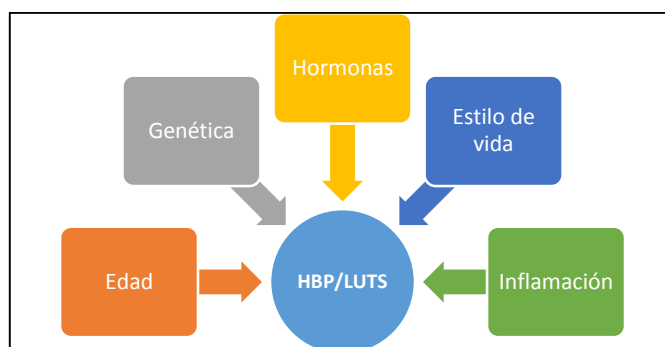 Hormonas
Genética
Estilo de
vida
Edad
HBP/LUTS
Inflamación